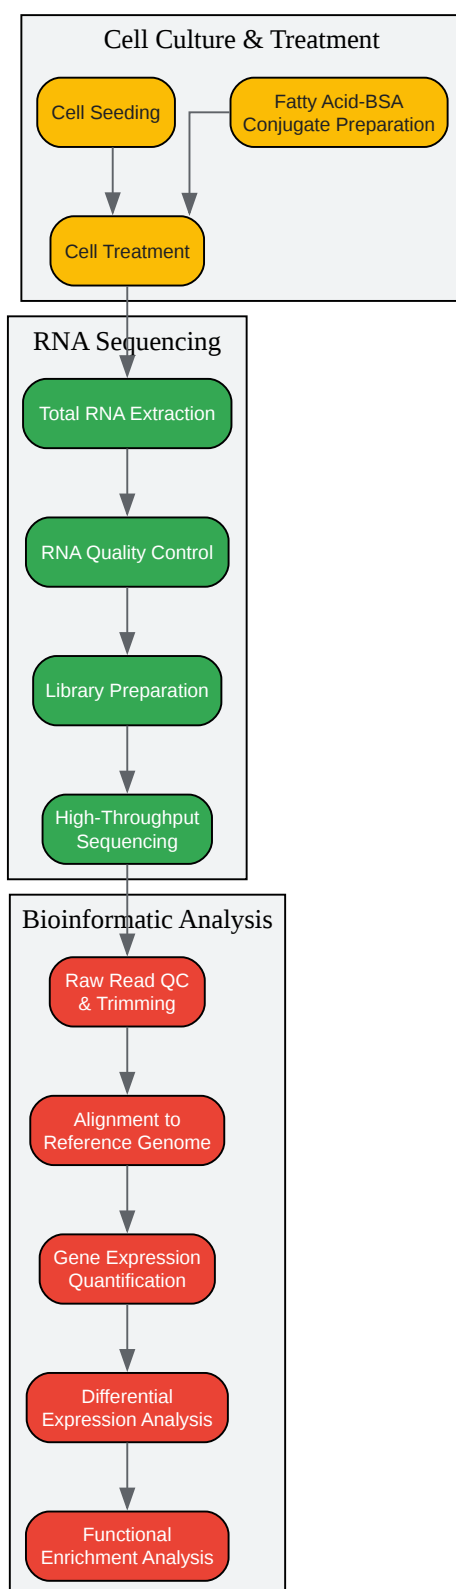 Cell Culture & Treatment
Cell Seeding
Fatty Acid-BSA
Conjugate Preparation
Cell Treatment
RNA Sequencing
Total RNA Extraction
RNA Quality Control
Library Preparation
High-Throughput
Sequencing
Bioinformatic Analysis
Raw Read QC
& Trimming
Alignment to
Reference Genome
Gene Expression
Quantification
Differential
Expression Analysis
Functional
Enrichment Analysis